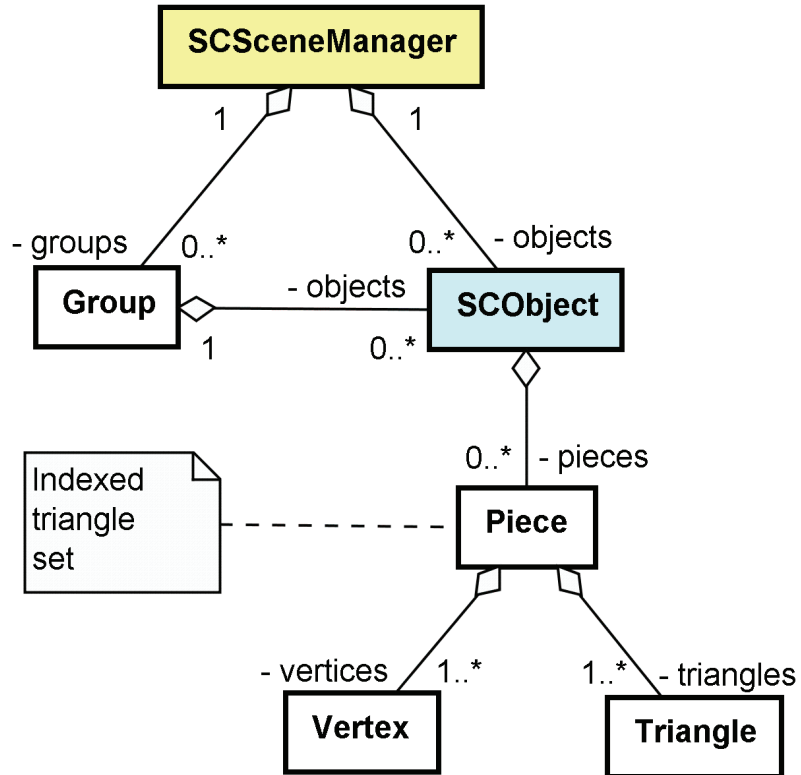 SCSceneManager
1
1
- groups
0..*
0..*
- objects
Group
- objects
SCObject
1
0..*
Indexed
triangle
set
0..*
- pieces
Piece
- vertices
1..*
1..*
- triangles
Vertex
Triangle